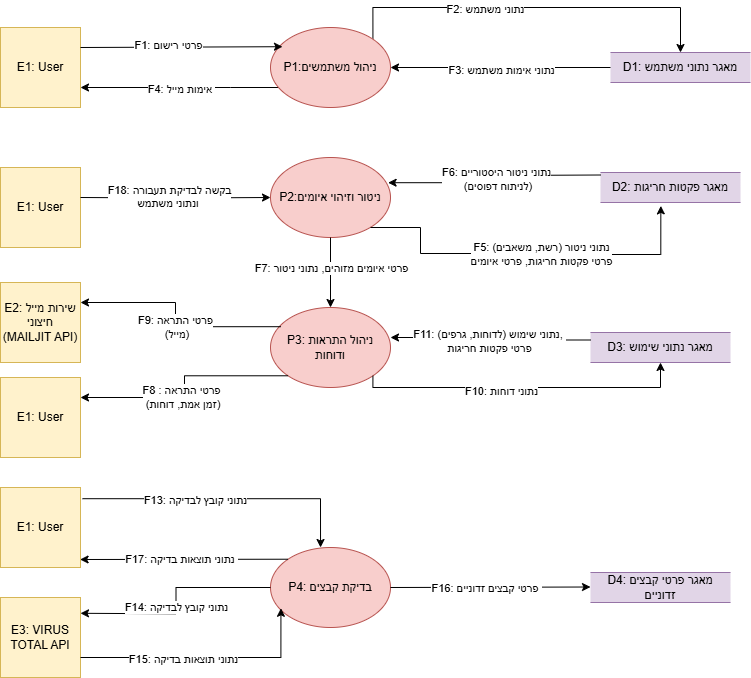 F2: נתוני משתמש
F1: פרטי רישום
E1: User
P1:ניהול משתמשים
F3: נתוני אימות משתמש
D1: מאגר נתוני משתמש
F4: אימות מייל
F6: נתוני ניטור היסטוריים
(לניתוח דפוסים)
F18: בקשה לבדיקת תעבורה
ונתוני משתמש
E1: User
P2:ניטור וזיהוי איומים
D2: מאגר פקטות חריגות
F5: נתוני ניטור (רשת, משאבים)
פרטי פקטות חריגות, פרטי איומים
F7: פרטי איומים מזוהים, נתוני ניטור
E2: שירות מייל
חיצוני
(MAILJIT API)
F9: פרטי התראה
(מייל)
P3: ניהול התראות
ודוחות
F11: נתוני שימוש (לדוחות, גרפים),
פרטי פקטות חריגות
D3: מאגר נתוני שימוש
F8 : פרטי התראה
(זמן אמת, דוחות)
F10: נתוני דוחות
E1: User
F13: נתוני קובץ לבדיקה
E1: User
F17: נתוני תוצאות בדיקה
P4: בדיקת קבצים
F16: פרטי קבצים זדוניים
D4: מאגר פרטי קבצים
זדוניים
F14: נתוני קובץ לבדיקה
E3: VIRUS
TOTAL API
F15: נתוני תוצאות בדיקה